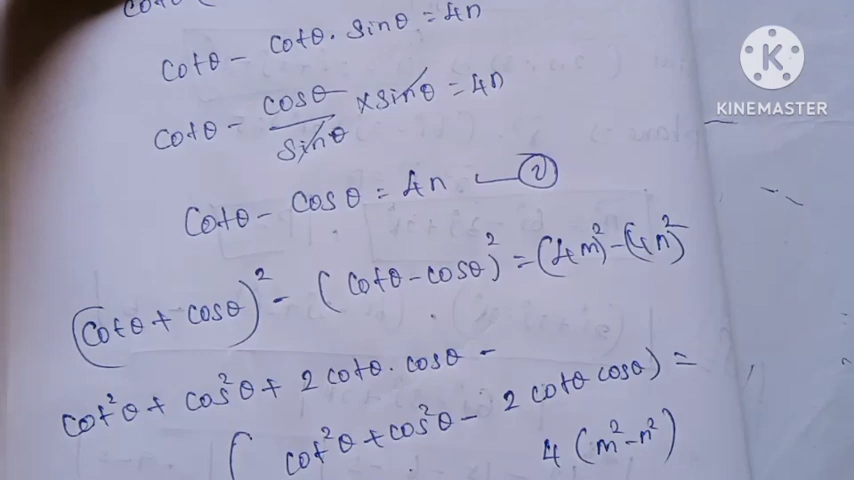 cotθ - cotθ. sinθ = 4n
cotθ - cosθ/sinθ × sinθ = 4n
KINEMASTER
cotθ - cosθ = 4n — ②
(cotθ + cosθ)² - (cotθ - cosθ)² = (4m)² - (4n)²
cot²θ + cos²θ + 2 cotθ. cosθ -
( cot²θ + cos²θ - 2 cotθ cosθ) =
4 (m² - n²)